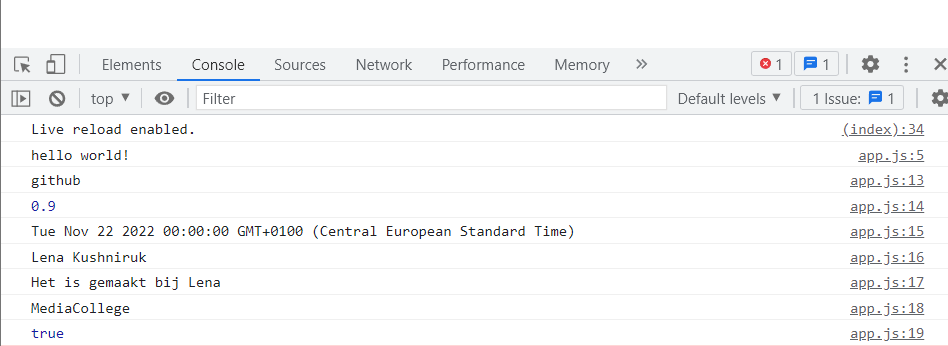 Elements Console Sources Network Performance Memory » 1 1
top ▼ Filter Default levels ▼ 1 Issue: 1
Live reload enabled. (index):34
hello world! app.js:5
github app.js:13
0.9 app.js:14
Tue Nov 22 2022 00:00:00 GMT+0100 (Central European Standard Time) app.js:15
Lena Kushniruk app.js:16
Het is gemaakt bij Lena app.js:17
MediaCollege app.js:18
true app.js:19